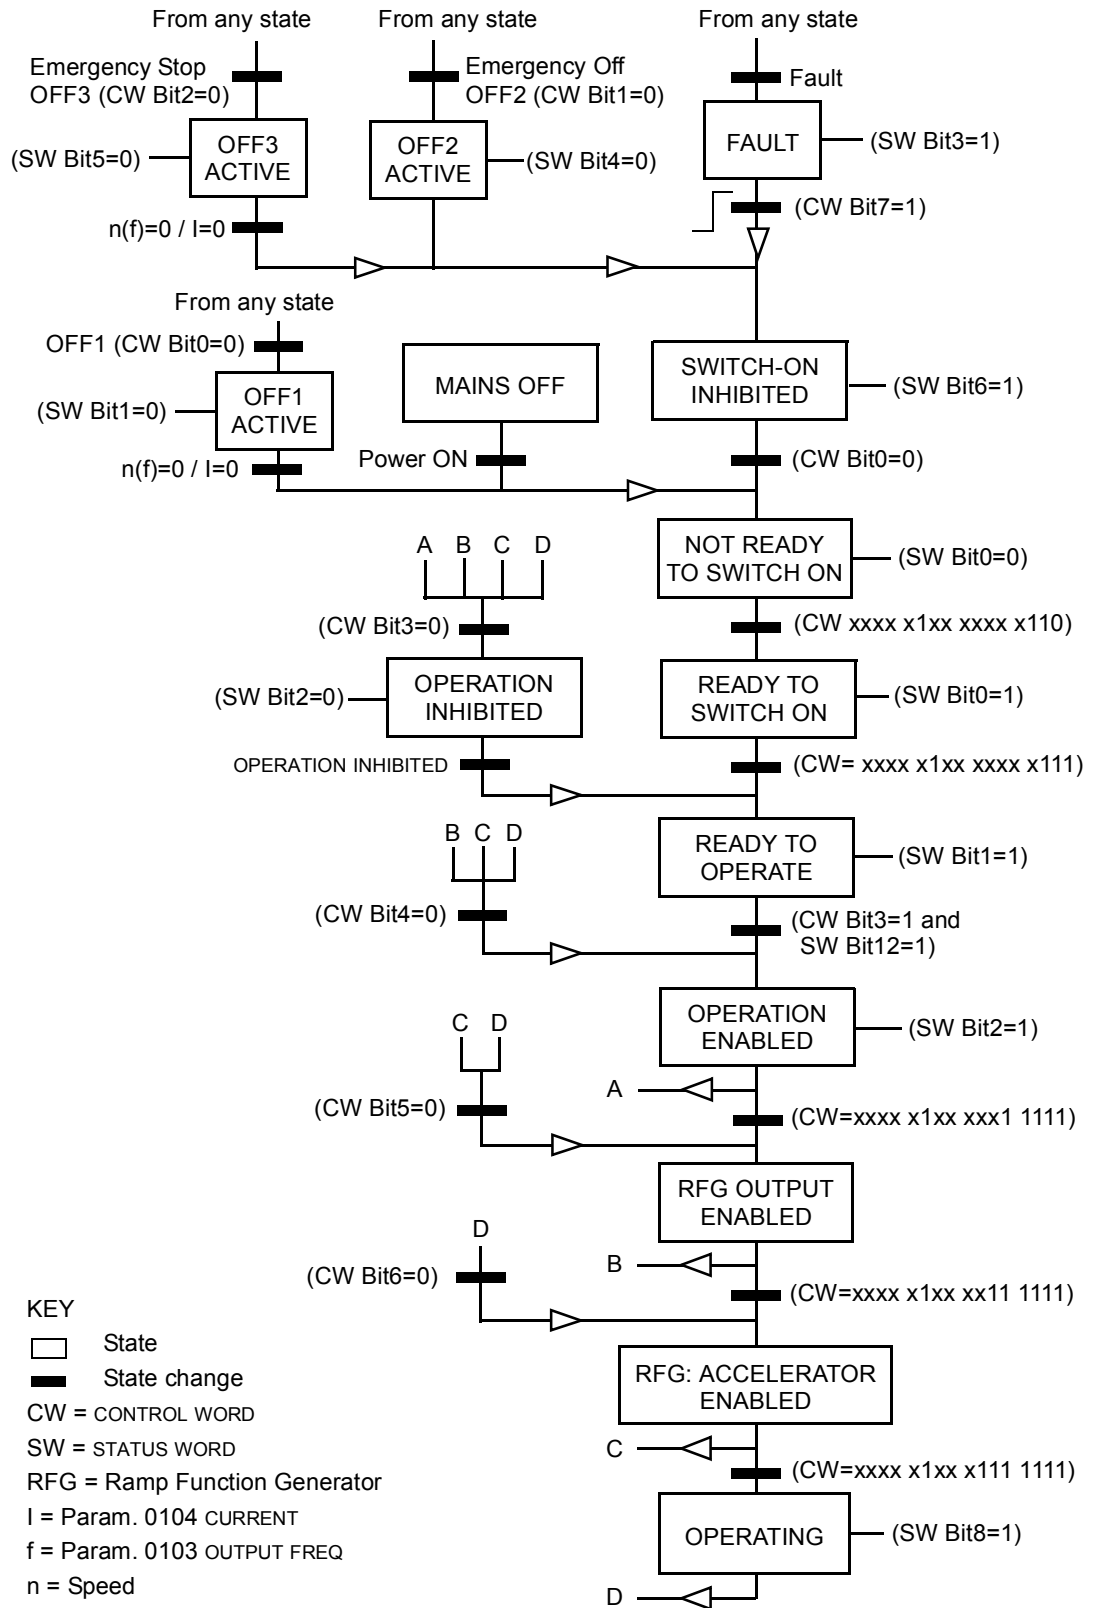 From any state
From any state
From any state
Emergency Stop
OFF3 (CW Bit2=0)
Emergency Off
OFF2 (CW Bit1=0)
Fault
OFF3
ACTIVE
(SW Bit5=0)
OFF2
ACTIVE
(SW Bit4=0)
FAULT
(SW Bit3=1)
n(f)=0 / I=0
(CW Bit7=1)
From any state
OFF1 (CW Bit0=0)
OFF1
ACTIVE
(SW Bit1=0)
MAINS OFF
SWITCH-ON
INHIBITED
(SW Bit6=1)
n(f)=0 / I=0
Power ON
(CW Bit0=0)
A B C D
NOT READY
TO SWITCH ON
(SW Bit0=0)
(CW Bit3=0)
(CW xxxx x1xx xxxx x110)
OPERATION
INHIBITED
(SW Bit2=0)
READY TO
SWITCH ON
(SW Bit0=1)
OPERATION INHIBITED
(CW= xxxx x1xx xxxx x111)
B C D
READY TO
OPERATE
(SW Bit1=1)
(CW Bit4=0)
(CW Bit3=1 and
SW Bit12=1)
C D
OPERATION
ENABLED
(SW Bit2=1)
A
(CW Bit5=0)
(CW=xxxx x1xx xxx1 1111)
RFG OUTPUT
ENABLED
D
B
(CW Bit6=0)
(CW=xxxx x1xx xx11 1111)
RFG: ACCELERATOR
ENABLED
C
(CW=xxxx x1xx x111 1111)
OPERATING
(SW Bit8=1)
D
KEY
State
State change
CW = CONTROL WORD
SW = STATUS WORD
RFG = Ramp Function Generator
I = Param. 0104 CURRENT
f = Param. 0103 OUTPUT FREQ
n = Speed